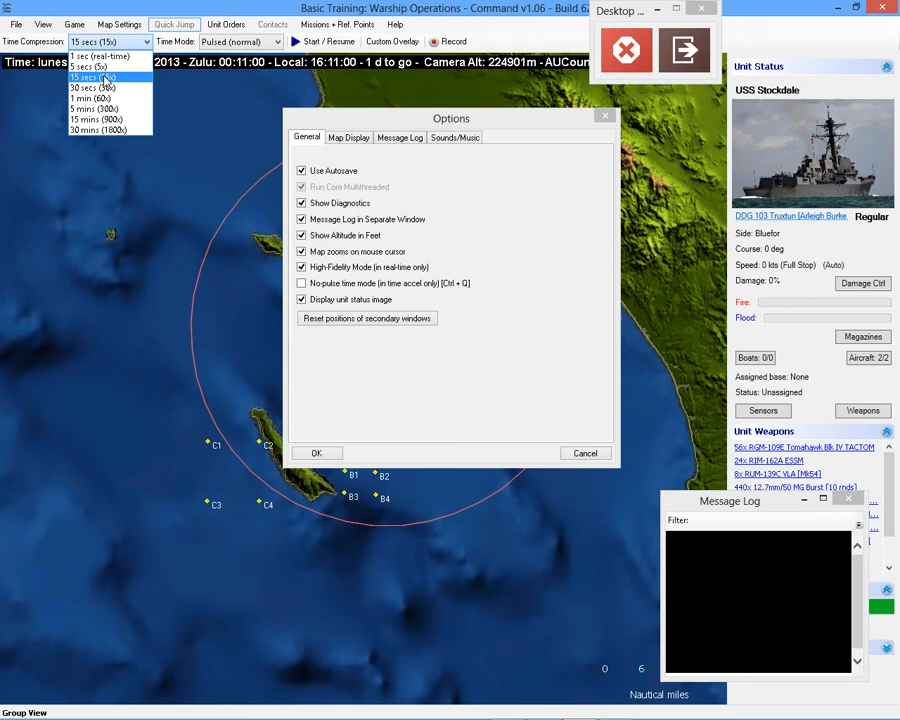 Basic Training: Warship Operations - Command v1.06 - Build 62
Desktop ...
File View Game Map Settings Quick Jump Unit Orders Contacts Missions + Ref. Points Help
Time Compression: 15 secs (15x) Time Mode: Pulsed (normal) Start / Resume Custom Overlay Record
1 sec (real-time)
5 secs (5x)
15 secs (15x)
30 secs (30x)
1 min (60x)
5 mins (300x)
15 mins (900x)
30 mins (1800x)
Time: lunes 2013 - Zulu: 00:11:00 - Local: 16:11:00 - 1 d to go - Camera Alt: 224901m - AUCoun
Options
General Map Display Message Log Sounds/Music
Use Autosave
Run Core Multithreaded
Show Diagnostics
Message Log in Separate Window
Show Altitude in Feet
Map zooms on mouse cursor
High-Fidelity Mode (in real-time only)
No-pulse time mode (in time accel only) [Ctrl + Q]
Display unit status image
Reset positions of secondary windows
OK Cancel
C1 C2
C3 C4
B1 B2
B3 B4
0 6
Nautical miles
Unit Status
USS Stockdale
DDG 103 Truxtun [Arleigh Burke Regular
Side: Bluefor
Course: 0 deg
Speed: 0 kts (Full Stop) (Auto)
Damage: 0% Damage Ctrl
Fire:
Flood:
Magazines
Boats: 0/0 Aircraft: 2/2
Assigned base: None
Status: Unassigned
Sensors Weapons
Unit Weapons
56x RGM-109E Tomahawk Blk IV TACTOM
24x RIM-162A ESSM
8x RUM-139C VLA [Mk54]
440x 12.7mm/50 MG Burst [10 rnds]
Message Log
Filter:
Group View